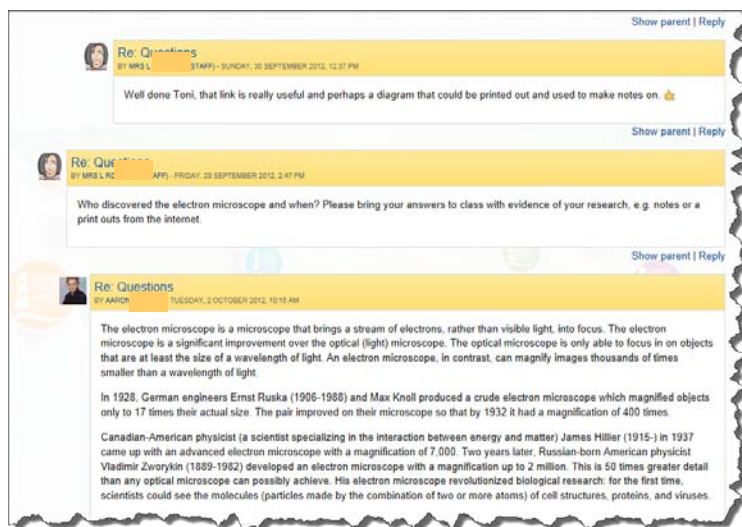 Show parent | Reply
Re: Questions
BY MRS L STAFF) - SUNDAY, 30 SEPTEMBER 2012, 12:37 PM
Well done Toni, that link is really useful and perhaps a diagram that could be printed out and used to make notes on.
Show parent | Reply
Re: Questions
BY MRS L AFF) - FRIDAY, 28 SEPTEMBER 2012, 2:47 PM
Who discovered the electron microscope and when? Please bring your answers to class with evidence of your research, e.g. notes or a
print outs from the internet.
Show parent | Reply
Re: Questions
BY AARON TUESDAY, 2 OCTOBER 2012, 10:15 AM
The electron microscope is a microscope that brings a stream of electrons, rather than visible light, into focus. The electron
microscope is a significant improvement over the optical (light) microscope. The optical microscope is only able to focus in on objects
that are at least the size of a wavelength of light. An electron microscope, in contrast, can magnify images thousands of times
smaller than a wavelength of light.
In 1928, German engineers Ernst Ruska (1906-1988) and Max Knoll produced a crude electron microscope which magnified objects
only to 17 times their actual size. The pair improved on their microscope so that by 1932 it had a magnification of 400 times.
Canadian-American physicist (a scientist specializing in the interaction between energy and matter) James Hillier (1915-) in 1937
came up with an advanced electron microscope with a magnification of 7,000. Two years later, Russian-born American physicist
Vladimir Zworykin (1889-1982) developed an electron microscope with a magnification up to 2 million. This is 50 times greater detail
than any optical microscope can possibly achieve. His electron microscope revolutionized biological research: for the first time,
scientists could see the molecules (particles made by the combination of two or more atoms) of cell structures, proteins, and viruses.